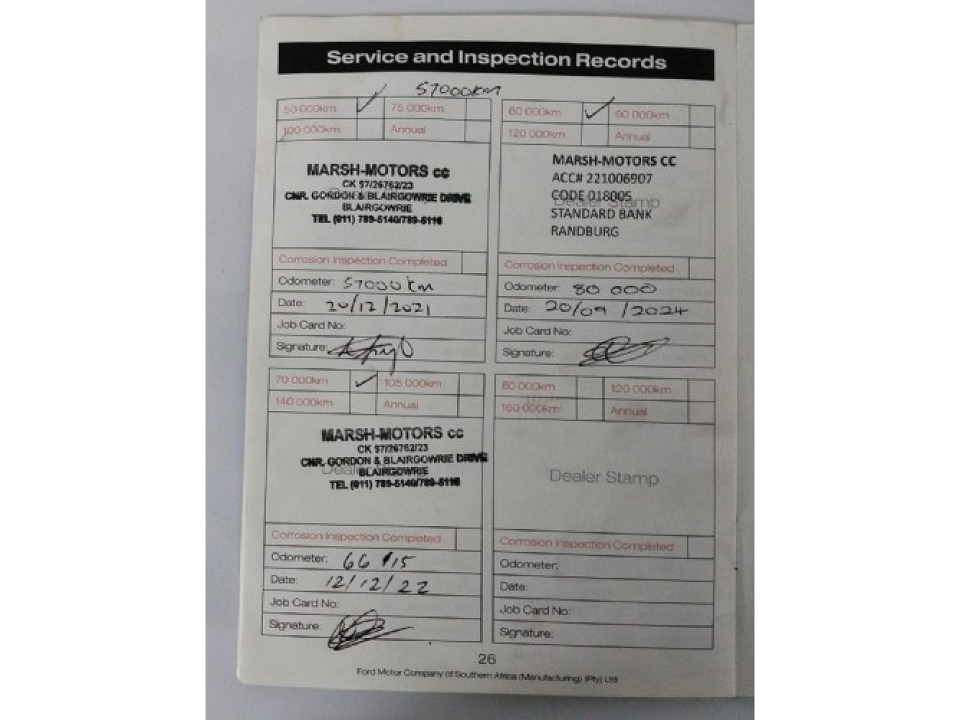 Service and Inspection Records
57000KM
50 000km 75 000km
100 000km Annual
MARSH-MOTORS cc
CK 97/26762/23
CNR. GORDON & BLAIRGOWRIE DRIVE
BLAIRGOWRIE
TEL (011) 789-5140/789-5116
Corrosion Inspection Completed
Odometer: 57000 km
Date: 20/12/2021
Job Card No:
Signature:
60 000km 90 000km
120 000km Annual
MARSH-MOTORS CC
ACC# 221006907
CODE 018005
Dealer Stamp
STANDARD BANK
RANDBURG
Corrosion Inspection Completed
Odometer: 80 000
Date: 20/09/2024
Job Card No:
Signature:
70 000km 105 000km
140 000km Annual
MARSH-MOTORS cc
CK 97/26762/23
CNR. GORDON & BLAIRGOWRIE DRIVE
BLAIRGOWRIE
TEL (011) 789-5140/789-5116
Corrosion Inspection Completed
Odometer: 66 15
Date: 12/12/22
Job Card No:
Signature:
80 000km 120 000km
160 000km Annual
Dealer Stamp
Corrosion Inspection Completed
Odometer:
Date:
Job Card No:
Signature:
26
Ford Motor Company of Southern Africa (Manufacturing) (Pty) Ltd